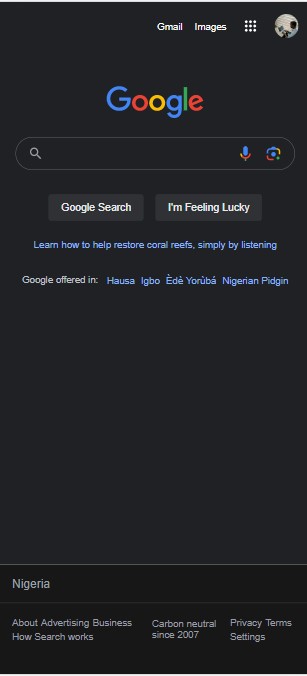 Gmail Images
Google
Google Search I'm Feeling Lucky
Learn how to help restore coral reefs, simply by listening
Google offered in: Hausa Igbo Èdè Yorùbá Nigerian Pidgin
Nigeria
About Advertising Business
How Search works
Carbon neutral
since 2007
Privacy Terms
Settings